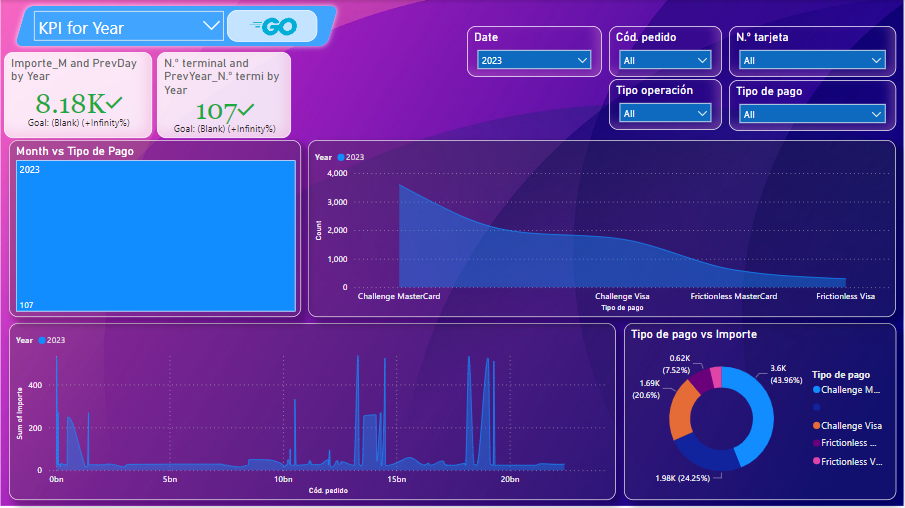 KPI for Year
GO
Date
2023
Cód. pedido
All
N.º tarjeta
All
Tipo operación
All
Tipo de pago
All
Importe_M and PrevDay
by Year
8.18K
Goal: (Blank) (+Infinity%)
N.º terminal and
PrevYear_N.º termi by
Year
107
Goal: (Blank) (+Infinity%)
Month vs Tipo de Pago
2023
107
Year 2023
4,000
3,000
2,000
1,000
0
Count
Challenge MasterCard
Challenge Visa
Frictionless MasterCard
Frictionless Visa
Tipo de pago
Year 2023
400
200
0
Sum of Importe
0bn
5bn
10bn
15bn
20bn
Cód. pedido
Tipo de pago vs Importe
0.62K
(7.52%)
3.6K
(43.96%)
1.69K
(20.6%)
1.98K (24.25%)
Tipo de pago
Challenge M...
Challenge Visa
Frictionless ...
Frictionless V...